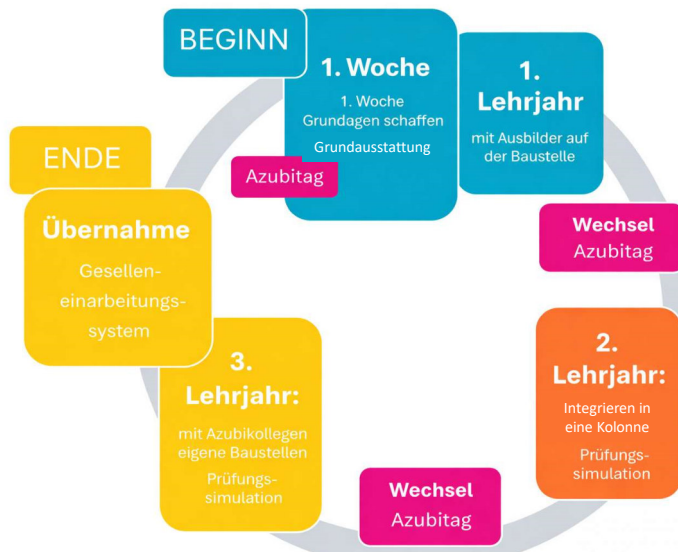 BEGINN
1. Woche
1. Woche
Grundagen schaffen
Grundausstattung
Azubitag
1.
Lehrjahr
mit Ausbilder auf
der Baustelle
Wechsel
Azubitag
2.
Lehrjahr:
Integrieren in
eine Kolonne
Prüfungs-
simulation
Wechsel
Azubitag
3.
Lehrjahr:
mit Azubikollegen
eigene Baustellen
Prüfungs-
simulation
ENDE
Übernahme
Gesellen-
einarbeitungs-
system